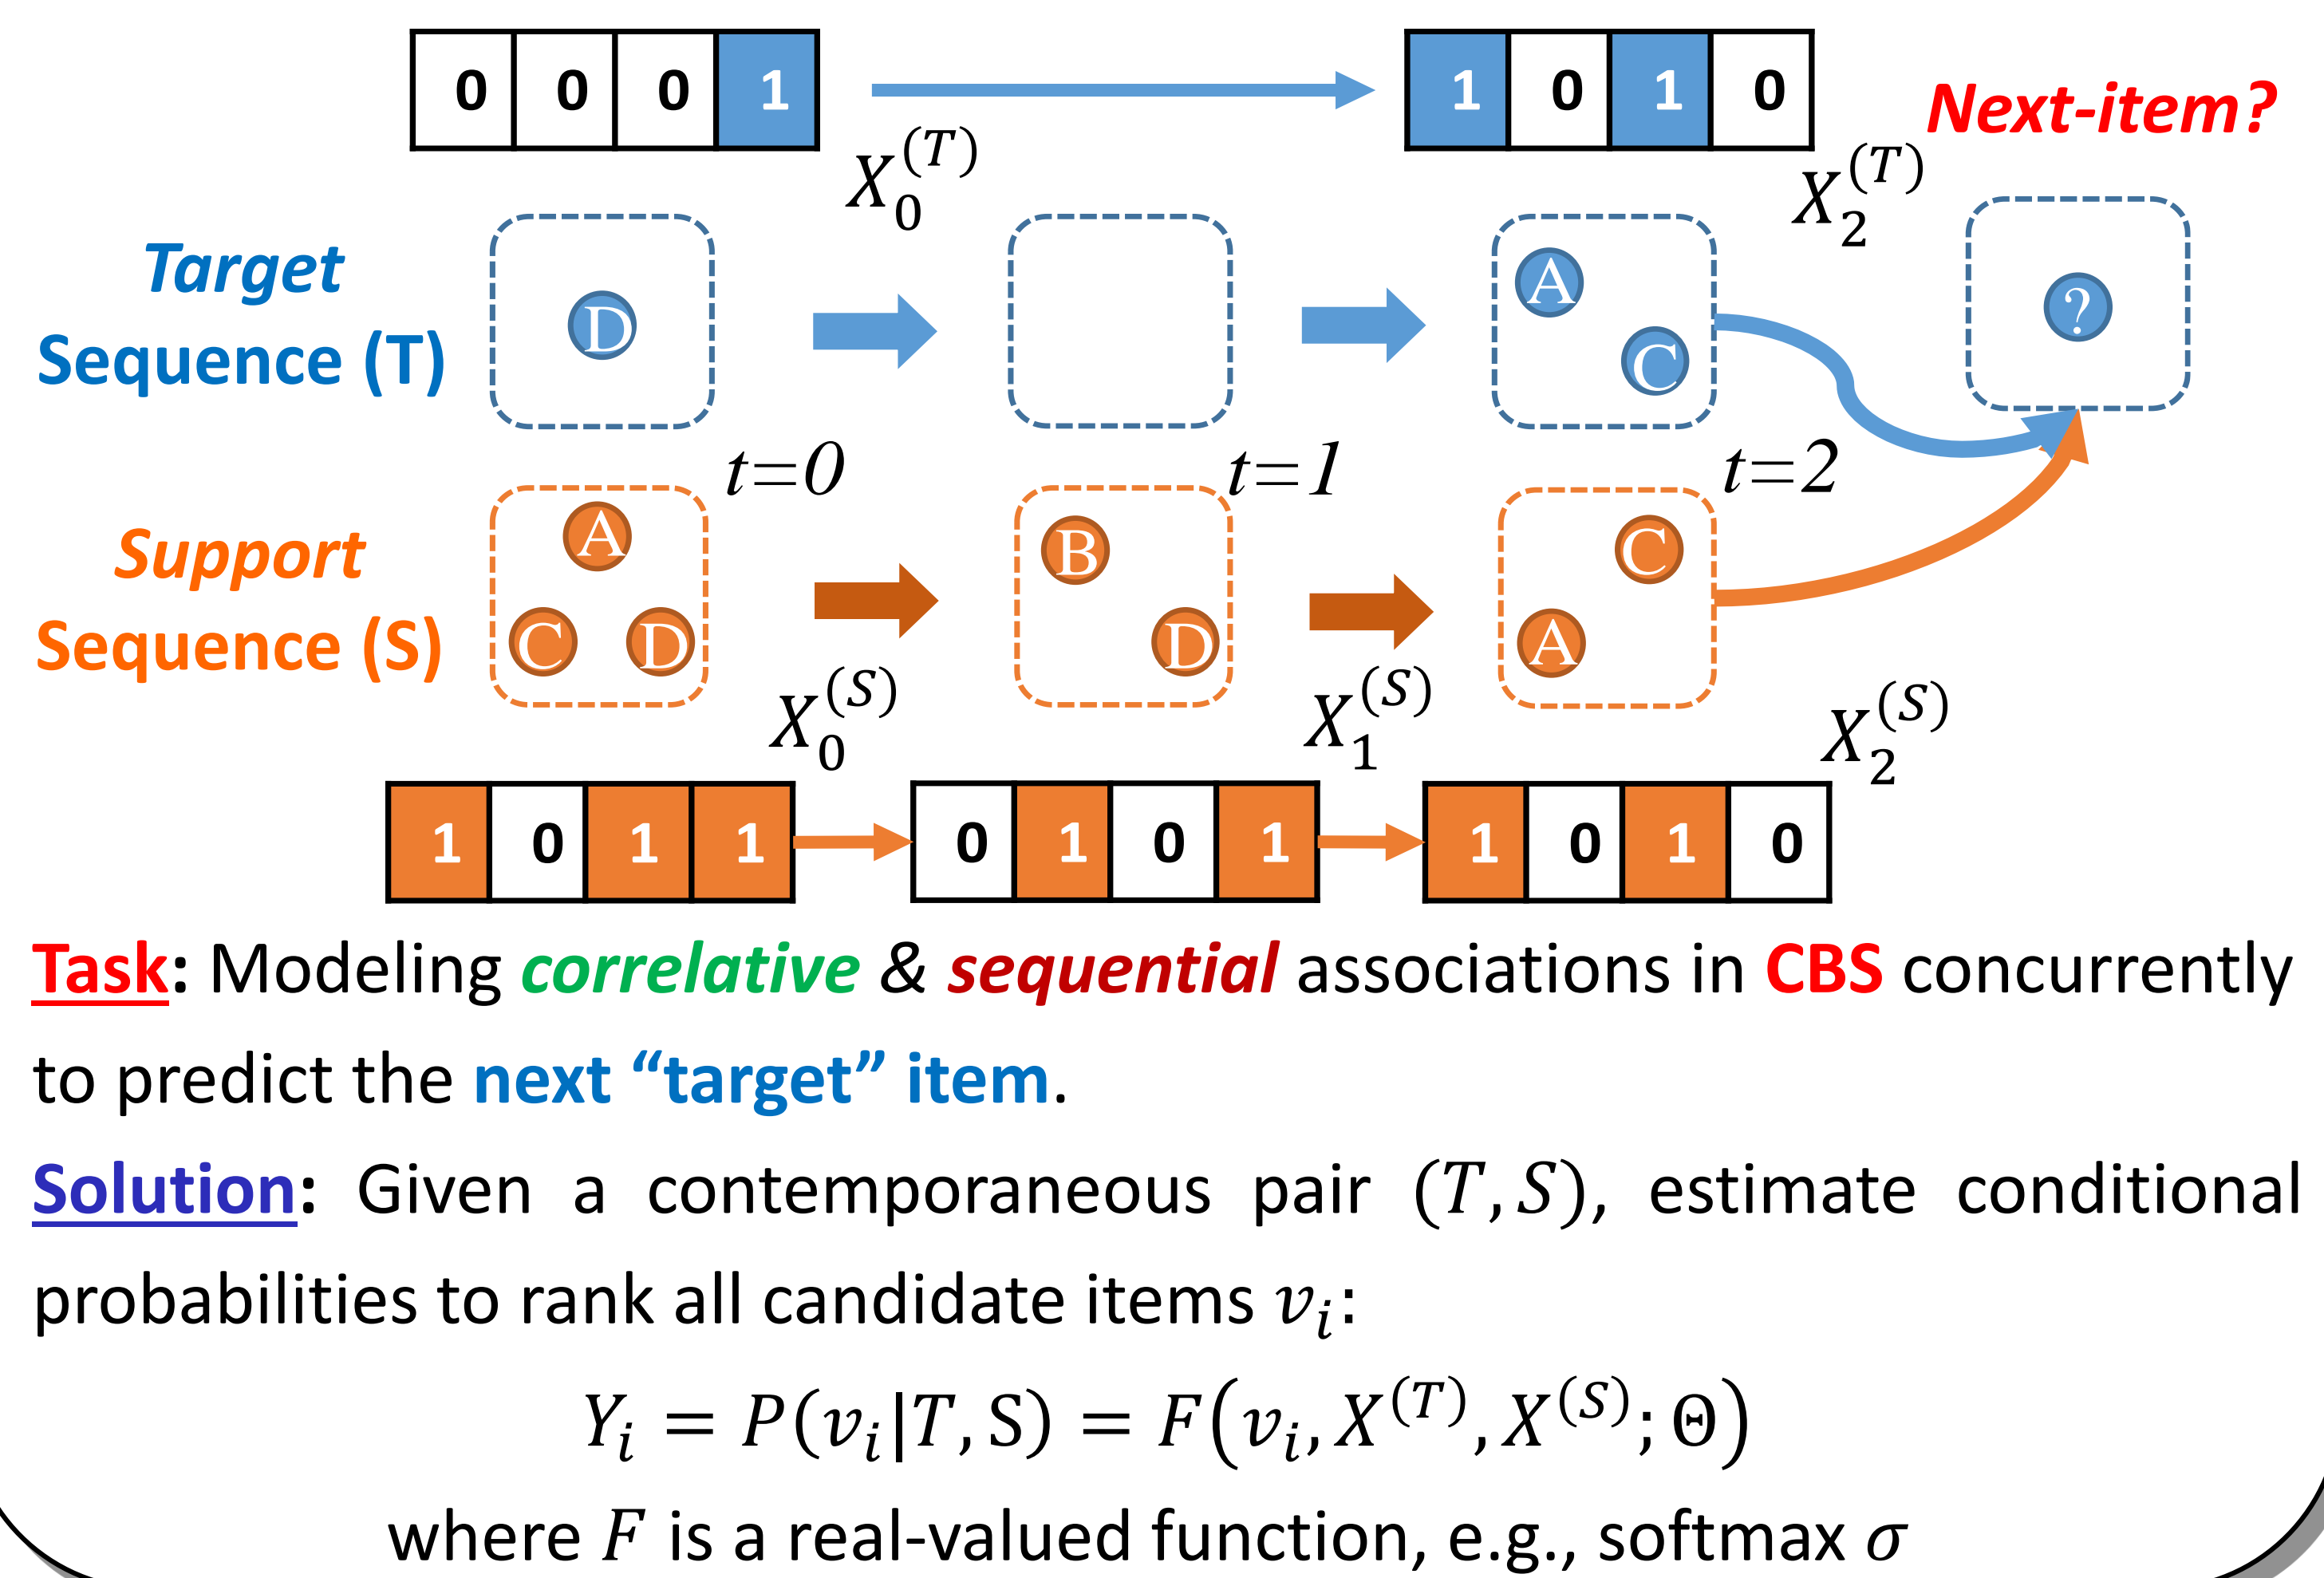 0 0 0 1
1 0 1 0
Next-item?
X_0^{(T)}
X_2^{(T)}
Target
Sequence (T)
D
A
C
?
t=0
t=1
t=2
Support
Sequence (S)
A
C D
B
D
C
A
X_0^{(S)}
X_1^{(S)}
X_2^{(S)}
1 0 1 1
0 1 0 1
1 0 1 0
Task: Modeling correlative & sequential associations in CBS concurrently
to predict the next “target” item.
Solution: Given a contemporaneous pair (T, S), estimate conditional
probabilities to rank all candidate items v_i:
Y_i = P(v_i|T, S) = F(v_i, X^{(T)}, X^{(S)}; Θ)
where F is a real-valued function, e.g., softmax σ